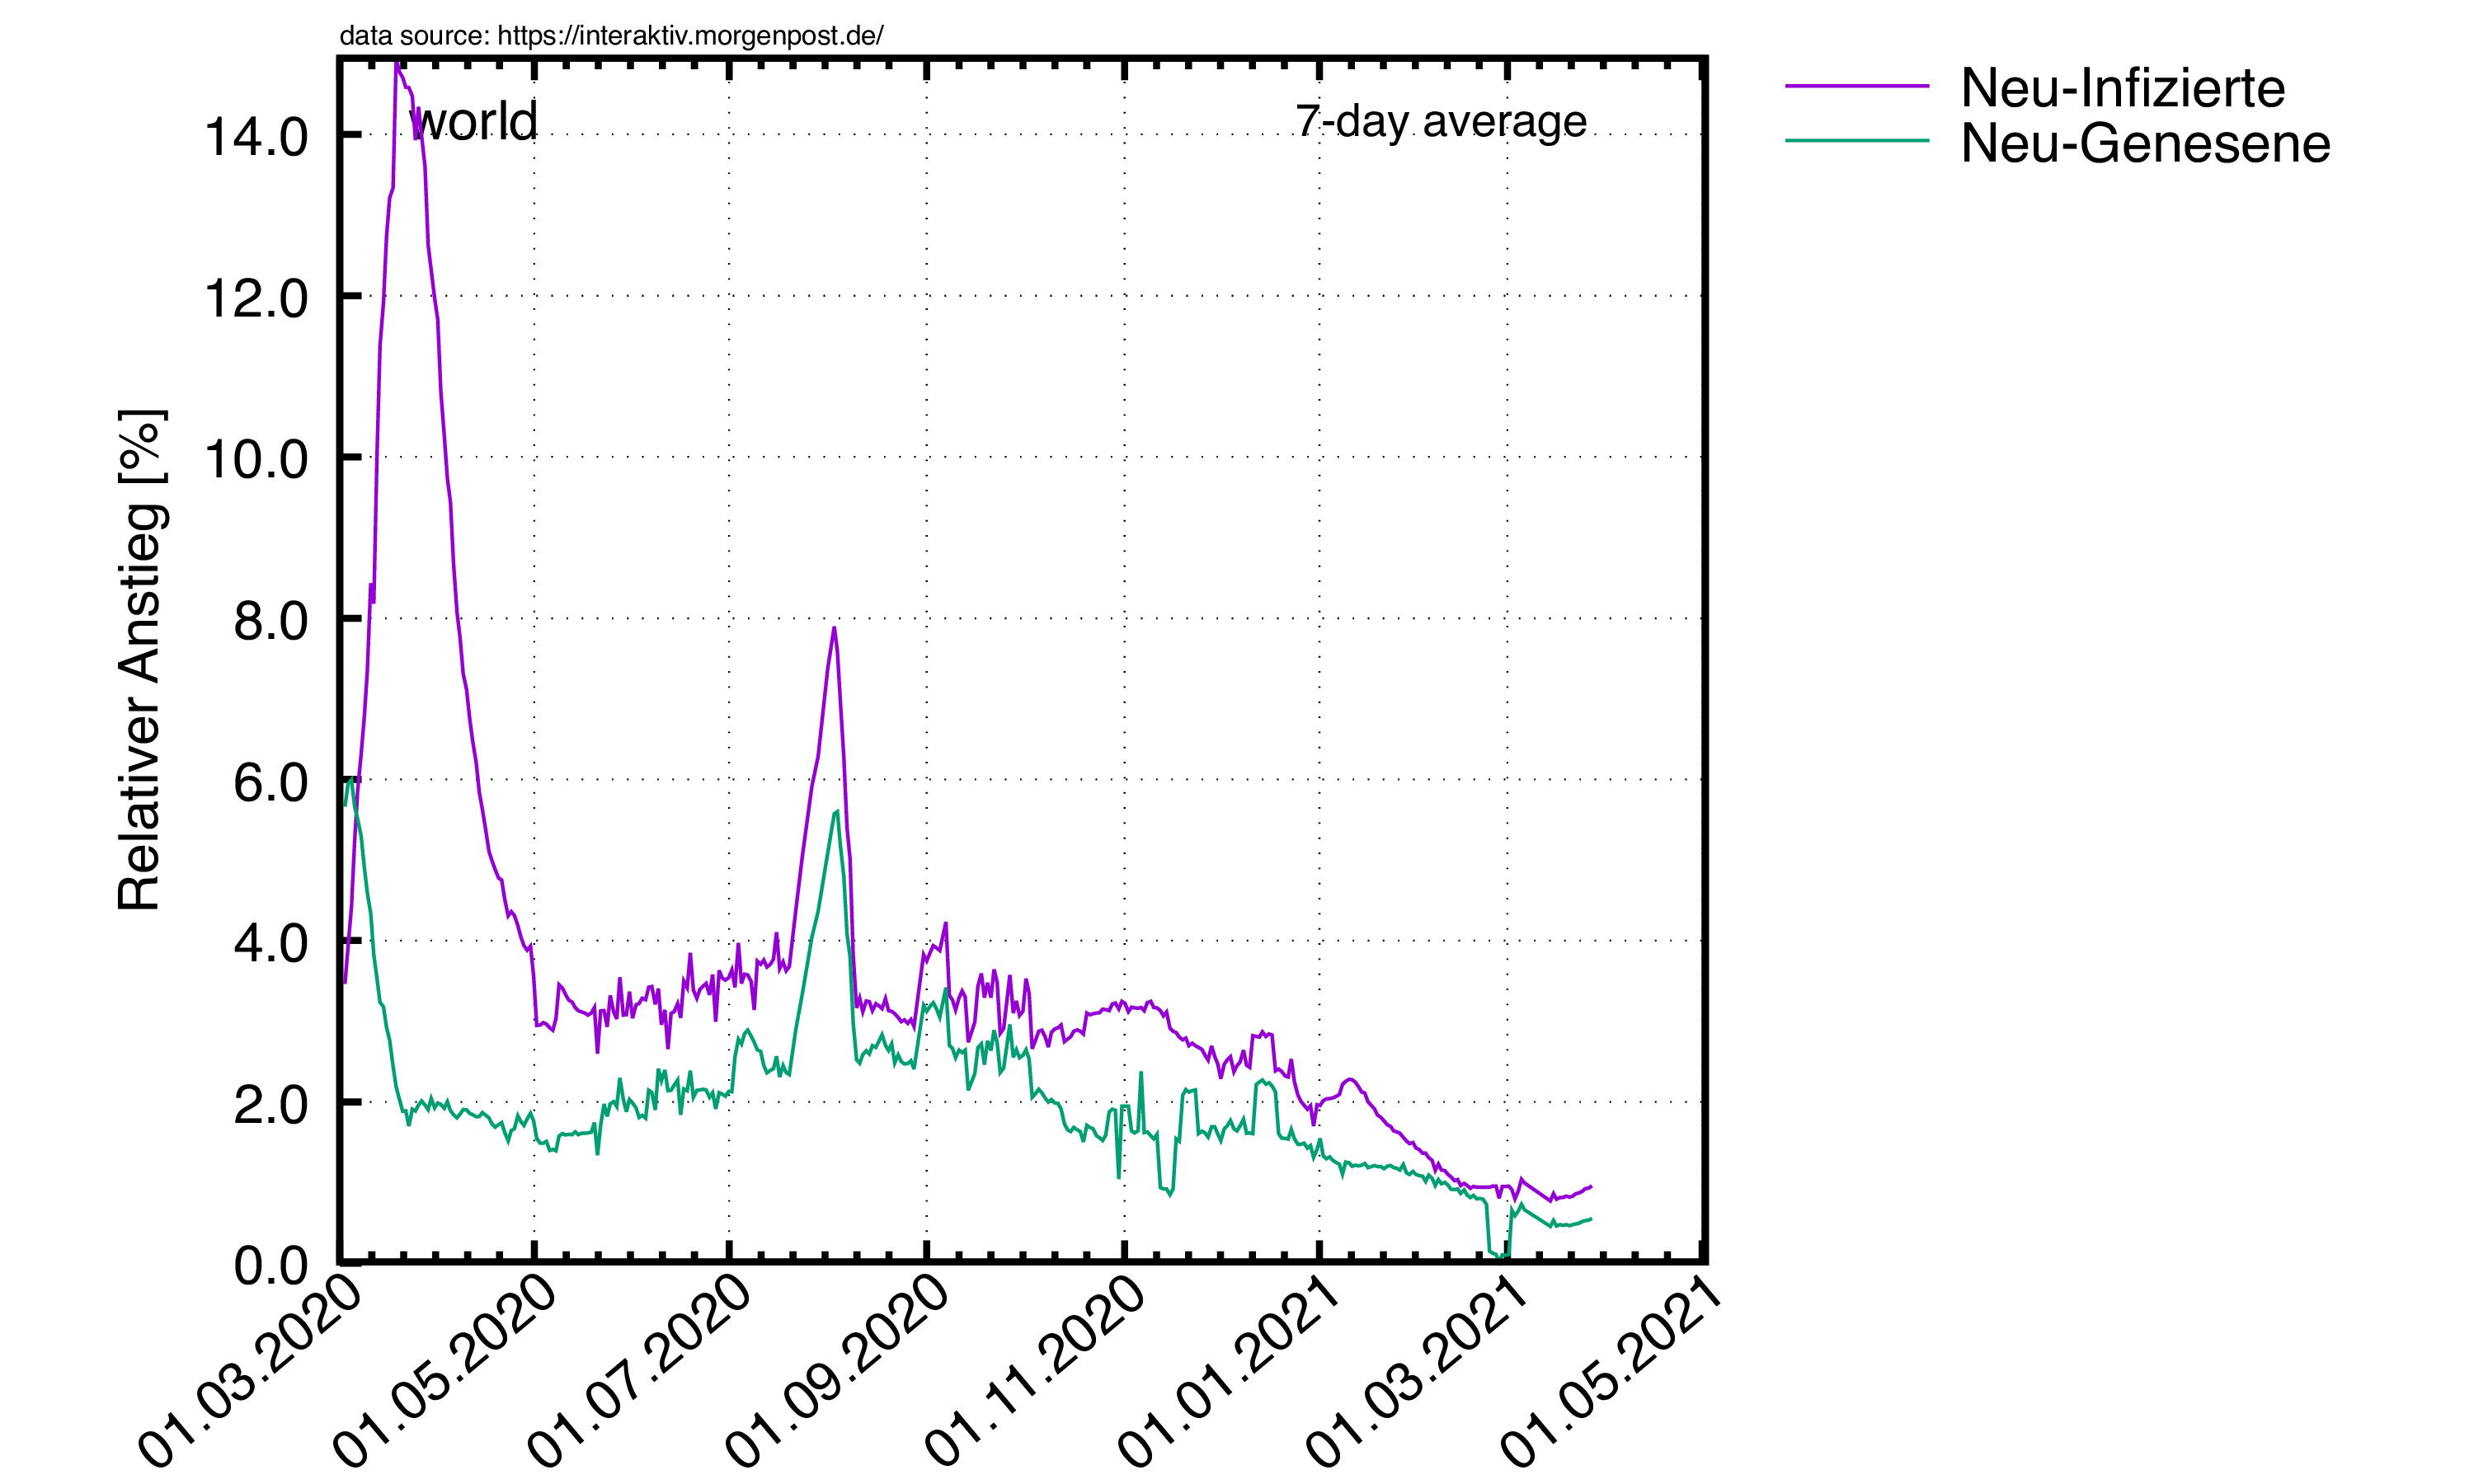 data source: https://interaktiv.morgenpost.de/
world
7-day average
Neu-Infizierte
Neu-Genesene
Relativer Anstieg [%]
14.0
12.0
10.0
8.0
6.0
4.0
2.0
0.0
01.03.2020
01.05.2020
01.07.2020
01.09.2020
01.11.2020
01.01.2021
01.03.2021
01.05.2021